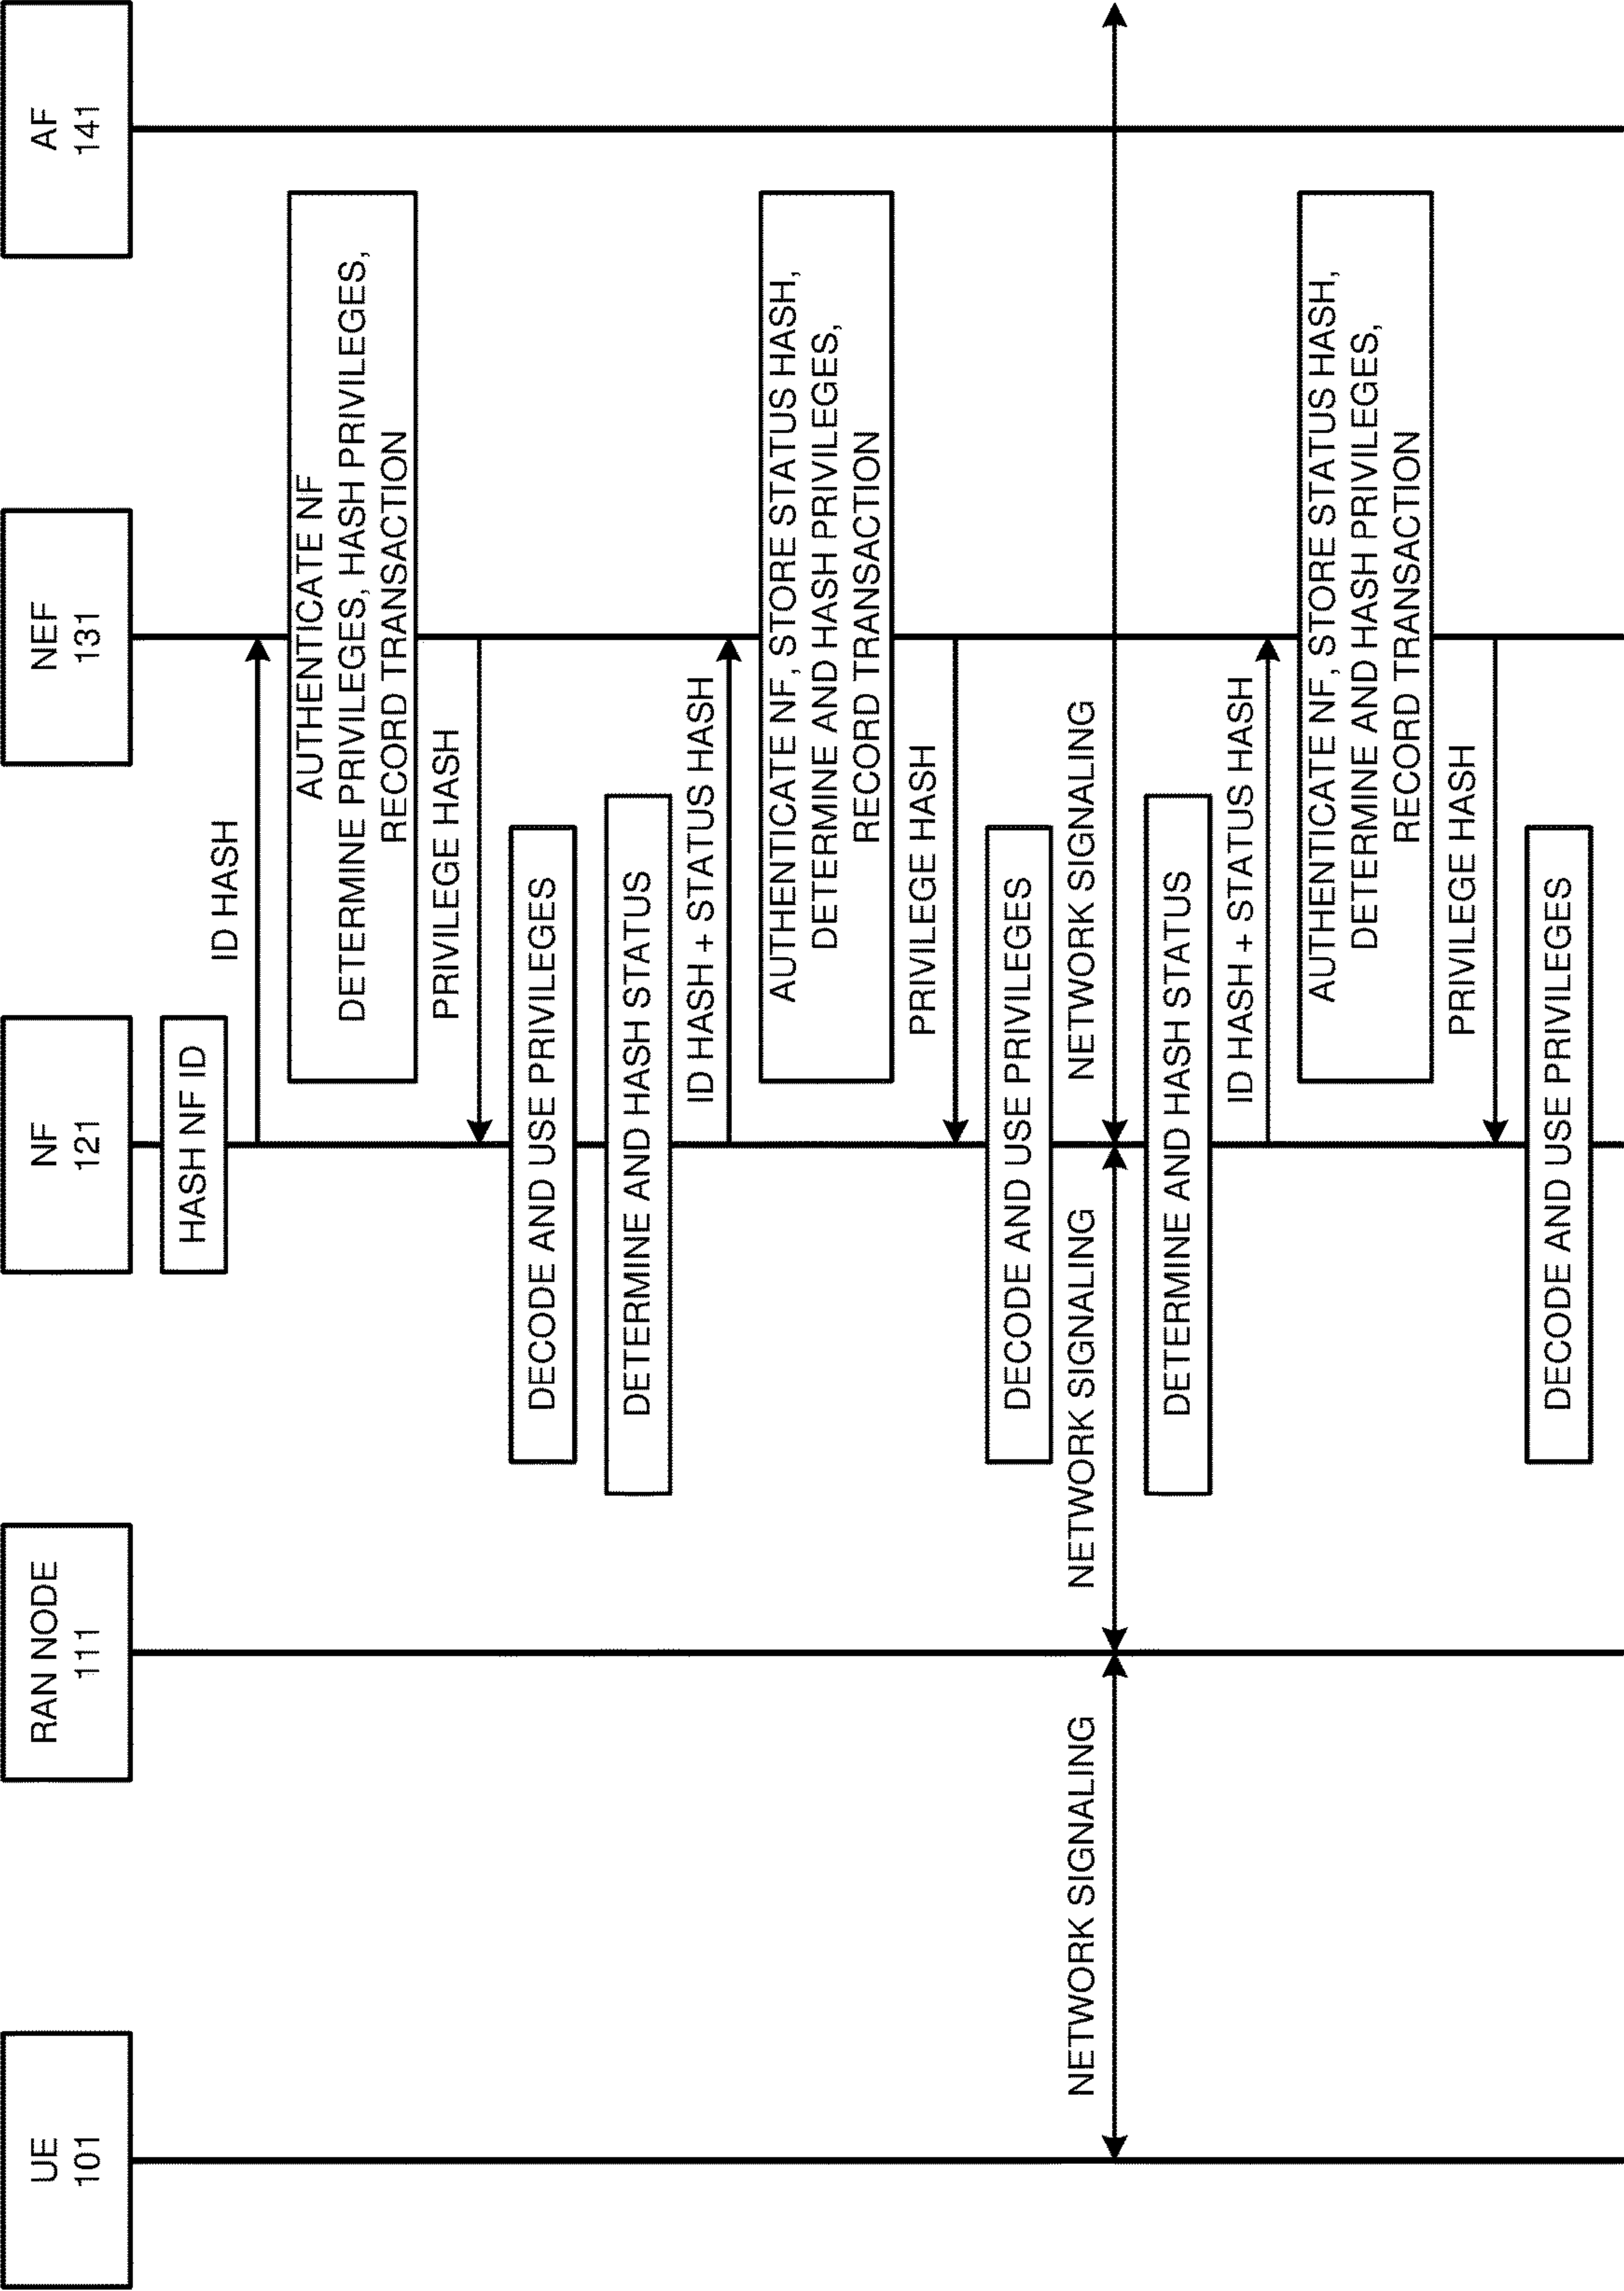 UE
101
RAN NODE
111
NF
121
NEF
131
AF
141
HASH NF ID
ID HASH
AUTHENTICATE NF
DETERMINE PRIVILEGES, HASH PRIVILEGES,
RECORD TRANSACTION
PRIVILEGE HASH
DECODE AND USE PRIVILEGES
DETERMINE AND HASH STATUS
ID HASH + STATUS HASH
AUTHENTICATE NF, STORE STATUS HASH,
DETERMINE AND HASH PRIVILEGES,
RECORD TRANSACTION
PRIVILEGE HASH
DECODE AND USE PRIVILEGES
NETWORK SIGNALING
NETWORK SIGNALING
NETWORK SIGNALING
DETERMINE AND HASH STATUS
ID HASH + STATUS HASH
AUTHENTICATE NF, STORE STATUS HASH,
DETERMINE AND HASH PRIVILEGES,
RECORD TRANSACTION
PRIVILEGE HASH
DECODE AND USE PRIVILEGES